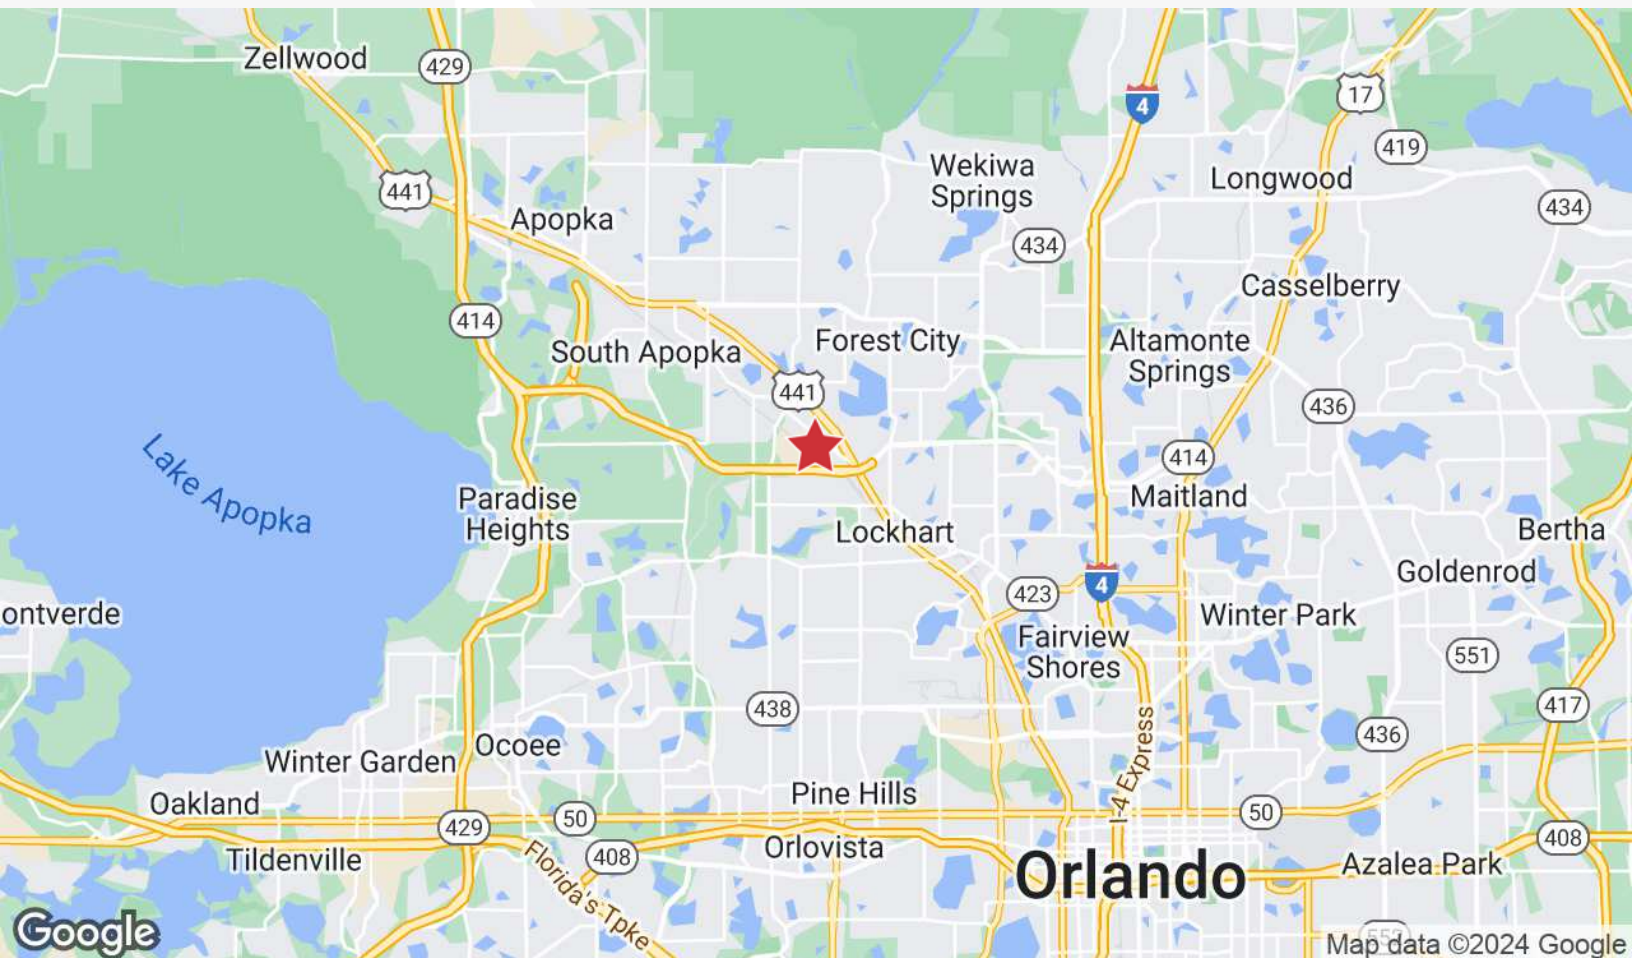 Zellwood
429
4
17
419
441
Wekiwa
Springs
Longwood
434
Apopka
434
Casselberry
414
South Apopka
Forest City
Altamonte
Springs
441
436
Lake Apopka
414
Paradise
Heights
Maitland
Lockhart
Bertha
Goldenrod
423
4
ontverde
Winter Park
Fairview
Shores
551
438
417
436
I-4 Express
Ocoee
Winter Garden
Oakland
Pine Hills
50
50
429
408
Orlovista
408
Tildenville
Florida's Tpke
Orlando
Azalea Park
Google
Map data ©2024 Google